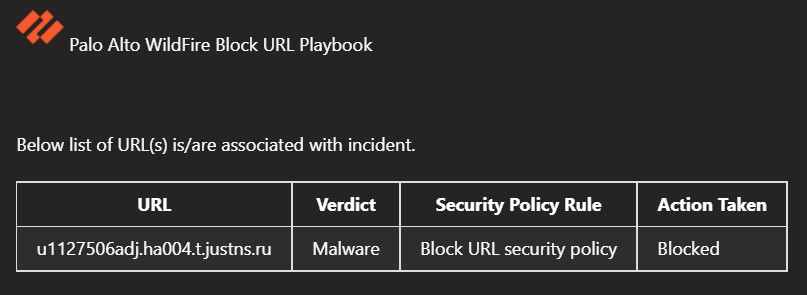 Palo Alto WildFire Block URL Playbook
Below list of URL(s) is/are associated with incident.
URL Verdict Security Policy Rule Action Taken
u1127506adj.ha004.t.justns.ru Malware Block URL security policy Blocked